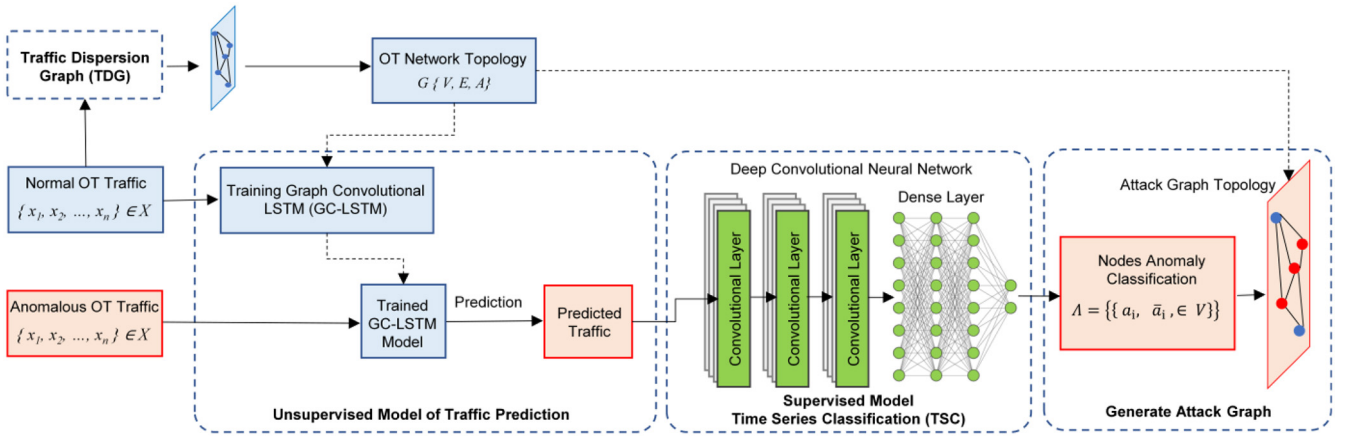 Traffic Dispersion
Graph (TDG)
OT Network Topology
G { V, E, A}
Normal OT Traffic
{ x1, x2, ..., xn } ∈ X
Training Graph Convolutional
LSTM (GC-LSTM)
Anomalous OT Traffic
{ x1, x2, ..., xn } ∈ X
Trained
GC-LSTM
Model
Prediction
Predicted
Traffic
Unsupervised Model of Traffic Prediction
Deep Convolutional Neural Network
Dense Layer
Convolutional Layer
Convolutional Layer
Convolutional Layer
Supervised Model
Time Series Classification (TSC)
Attack Graph Topology
Nodes Anomaly
Classification
Λ = {{ ai, āi ,∈ V}}
Generate Attack Graph